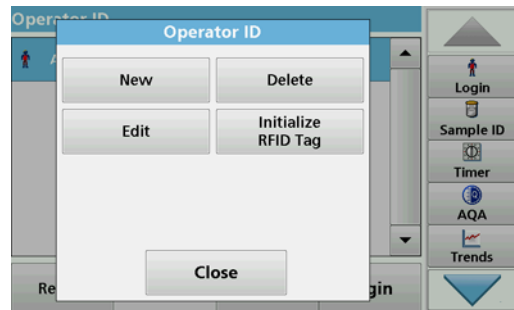 Operator ID
Operator ID
New
Delete
Edit
Initialize
RFID Tag
Close
Login
Sample ID
Timer
AQA
Trends